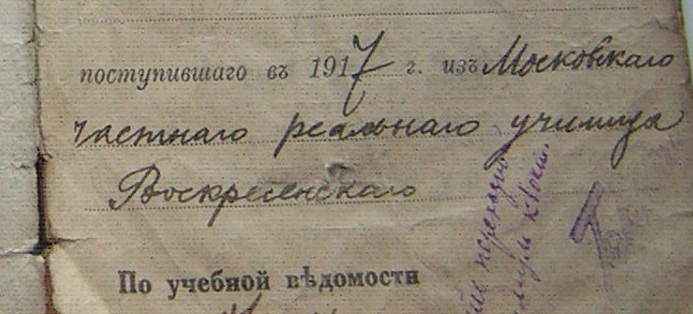 поступившаго въ 1917 г. изъ Московскаго
частнаго реальнаго училища
Воскресенскаго
По учебной вѣдомости